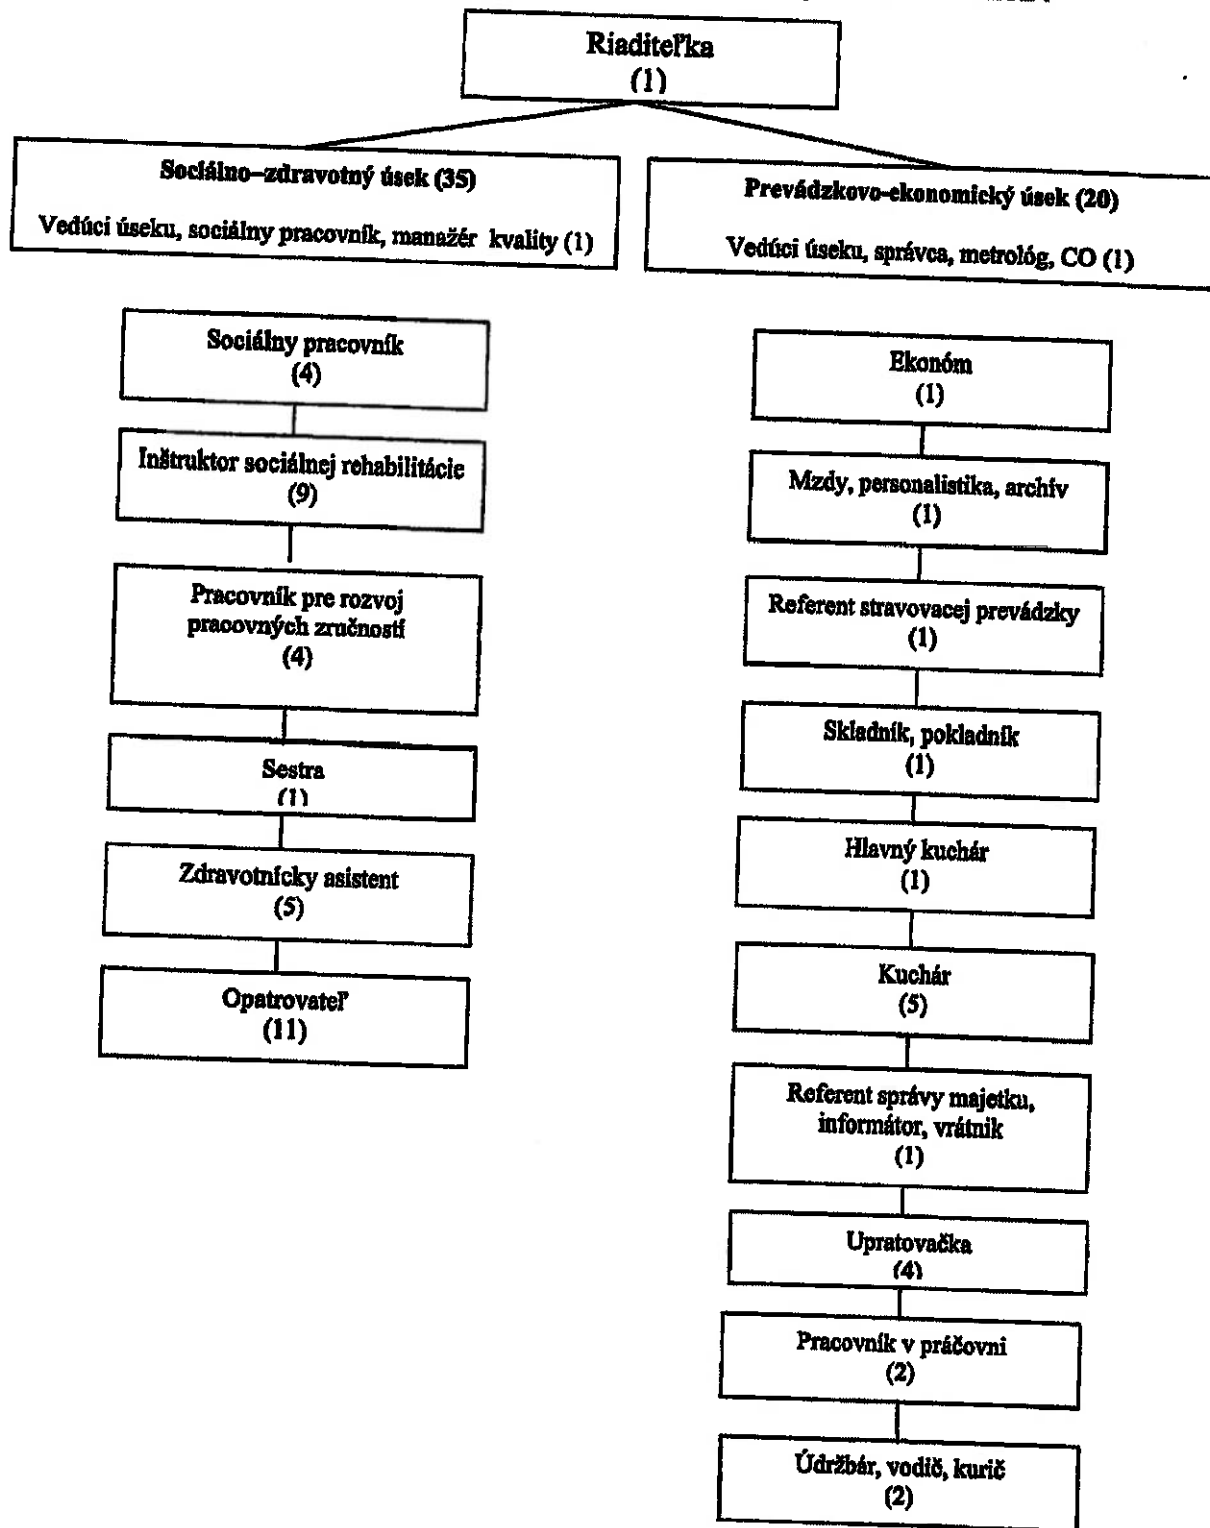 Riaditeľka
(1)
Sociálno–zdravotný úsek (35)
Vedúci úseku, sociálny pracovník, manažér kvality (1)
Prevádzkovo-ekonomický úsek (20)
Vedúci úseku, správca, metrológ, CO (1)
Sociálny pracovník
(4)
Inštruktor sociálnej rehabilitácie
(9)
Pracovník pre rozvoj
pracovných zručností
(4)
Sestra
(1)
Zdravotnícky asistent
(5)
Opatrovateľ
(11)
Ekonóm
(1)
Mzdy, personalistika, archív
(1)
Referent stravovacej prevádzky
(1)
Skladník, pokladník
(1)
Hlavný kuchár
(1)
Kuchár
(5)
Referent správy majetku,
informátor, vrátnik
(1)
Upratovačka
(4)
Pracovník v práčovni
(2)
Údržbár, vodič, kurič
(2)